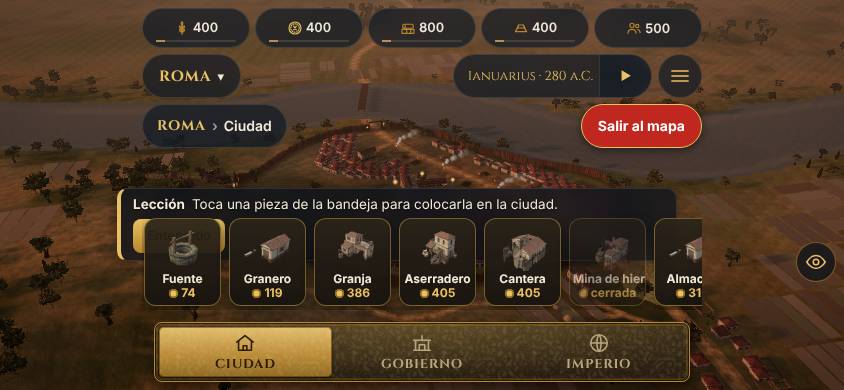 400
400
800
400
500
ROMA ▾
Ianuarius · 280 a.C.
ROMA › Ciudad
Salir al mapa
Lección Toca una pieza de la bandeja para colocarla en la ciudad.
Fuente
74
Granero
119
Granja
386
Aserradero
405
Cantera
405
Mina de hier
cerrada
Almac
31
CIUDAD
GOBIERNO
IMPERIO